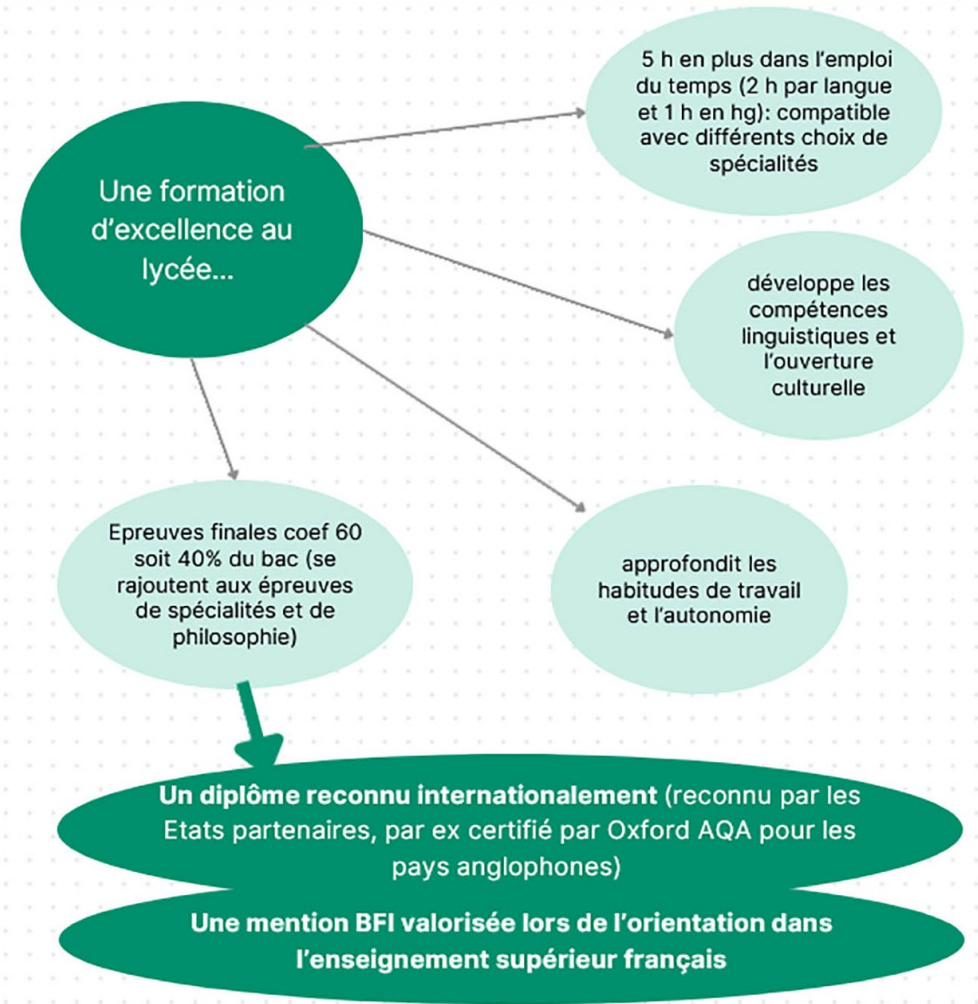 5 h en plus dans l'emploi
du temps (2 h par langue
et 1 h en hg): compatible
avec différents choix de
spécialités
Une formation
d'excellence au
lycée...
développe les
compétences
linguistiques et
l'ouverture
culturelle
Epreuves finales coef 60
soit 40% du bac (se
rajoutent aux épreuves
de spécialités et de
philosophie)
approfondit les
habitudes de travail
et l'autonomie
Un diplôme reconnu internationalement (reconnu par les
Etats partenaires, par ex certifié par Oxford AQA pour les
pays anglophones)
Une mention BFI valorisée lors de l'orientation dans
l'enseignement supérieur français